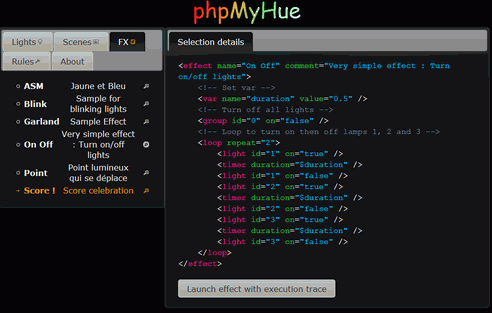 phpMyHue
Lights
Scenes
FX
Rules
About
ASM Jaune et Bleu
Blink Sample for
blinking lights
Garland Sample Effect
On Off Very simple effect
: Turn on/off
lights
Point Point lumineux
qui se déplace
Score ! Score celebration
Selection details
<effect name="On Off" comment="Very simple effect : Turn
on/off lights">
<!-- Set var -->
<var name="duration" value="0.5" />
<!-- Turn off all lights -->
<group id="0" on="false" />
<!-- Loop to turn on then off lamps 1, 2 and 3 -->
<loop repeat="2">
<light id="1" on="true" />
<timer duration="$duration" />
<light id="1" on="false" />
<light id="2" on="true" />
<timer duration="$duration" />
<light id="2" on="false" />
<light id="3" on="true" />
<timer duration="$duration" />
<light id="3" on="false" />
</loop>
</effect>
Launch effect with execution trace